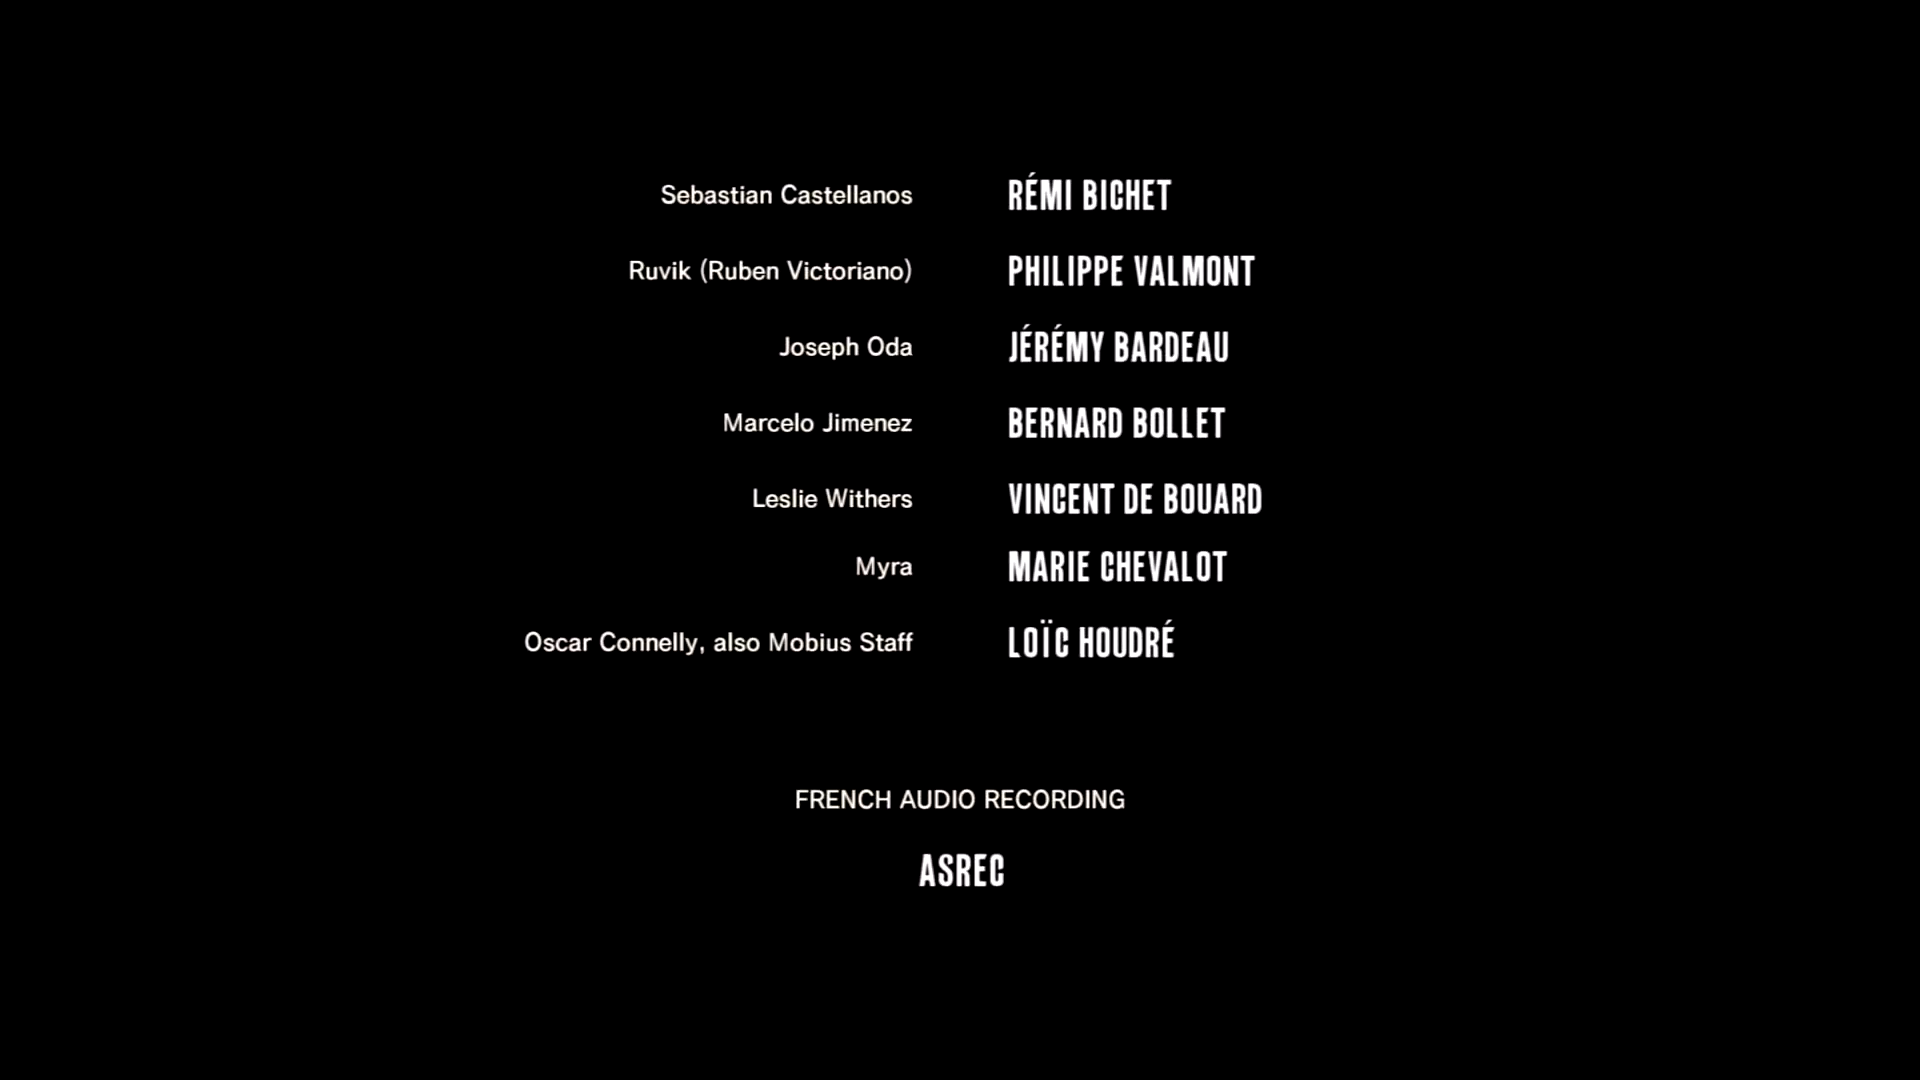 Sebastian Castellanos RÉMI BICHET
Ruvik (Ruben Victoriano) PHILIPPE VALMONT
Joseph Oda JÉRÉMY BARDEAU
Marcelo Jimenez BERNARD BOLLET
Leslie Withers VINCENT DE BOUARD
Myra MARIE CHEVALOT
Oscar Connelly, also Mobius Staff LOÏC HOUDRÉ
FRENCH AUDIO RECORDING
ASREC